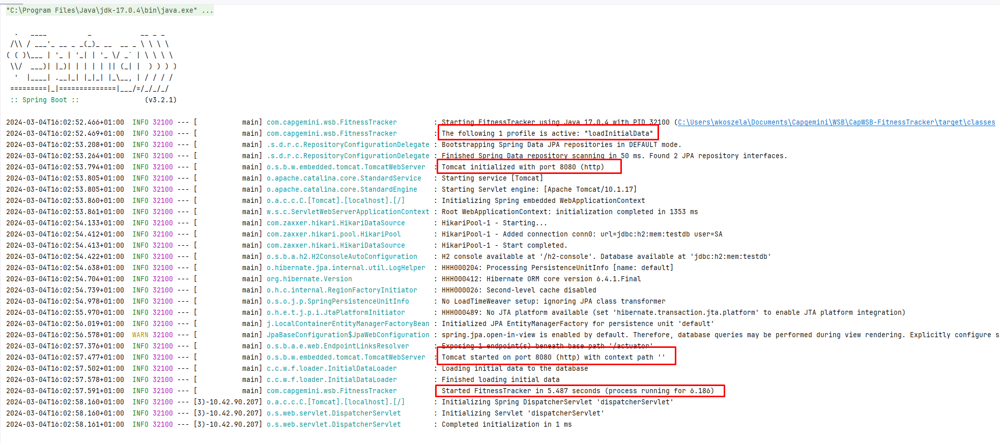 "C:\Program Files\Java\jdk-17.0.4\bin\java.exe" ...
  .   ____          _            __ _ _
 /\\ / ___'_ __ _ _(_)_ __  __ _ \ \ \ \
( ( )\___ | '_ | '_| | '_ \/ _` | \ \ \ \
 \\/  ___)| |_)| | | | | || (_| |  ) ) ) )
  '  |____| .__|_| |_|_| |_\__, | / / / /
 =========|_|==============|___/=/_/_/_/
 :: Spring Boot ::                (v3.2.1)
2024-03-04T16:02:52.466+01:00  INFO 32100 --- [           main] com.capgemini.wsb.FitnessTracker         : Starting FitnessTracker using Java 17.0.4 with PID 32100 (C:\Users\wkoszela\Documents\Capgemini\WSB\CapWSB-FitnessTracker\target\classes
2024-03-04T16:02:52.469+01:00  INFO 32100 --- [           main] com.capgemini.wsb.FitnessTracker         : The following 1 profile is active: "loadInitialData"
2024-03-04T16:02:53.208+01:00  INFO 32100 --- [           main] .s.d.r.c.RepositoryConfigurationDelegate : Bootstrapping Spring Data JPA repositories in DEFAULT mode.
2024-03-04T16:02:53.264+01:00  INFO 32100 --- [           main] .s.d.r.c.RepositoryConfigurationDelegate : Finished Spring Data repository scanning in 50 ms. Found 2 JPA repository interfaces.
2024-03-04T16:02:53.794+01:00  INFO 32100 --- [           main] o.s.b.w.embedded.tomcat.TomcatWebServer  : Tomcat initialized with port 8080 (http)
2024-03-04T16:02:53.805+01:00  INFO 32100 --- [           main] o.apache.catalina.core.StandardService   : Starting service [Tomcat]
2024-03-04T16:02:53.805+01:00  INFO 32100 --- [           main] o.apache.catalina.core.StandardEngine    : Starting Servlet engine: [Apache Tomcat/10.1.17]
2024-03-04T16:02:53.860+01:00  INFO 32100 --- [           main] o.a.c.c.C.[Tomcat].[localhost].[/]       : Initializing Spring embedded WebApplicationContext
2024-03-04T16:02:53.861+01:00  INFO 32100 --- [           main] w.s.c.ServletWebServerApplicationContext : Root WebApplicationContext: initialization completed in 1353 ms
2024-03-04T16:02:54.133+01:00  INFO 32100 --- [           main] com.zaxxer.hikari.HikariDataSource       : HikariPool-1 - Starting...
2024-03-04T16:02:54.412+01:00  INFO 32100 --- [           main] com.zaxxer.hikari.pool.HikariPool        : HikariPool-1 - Added connection conn0: url=jdbc:h2:mem:testdb user=SA
2024-03-04T16:02:54.413+01:00  INFO 32100 --- [           main] com.zaxxer.hikari.HikariDataSource       : HikariPool-1 - Start completed.
2024-03-04T16:02:54.422+01:00  INFO 32100 --- [           main] o.s.b.a.h2.H2ConsoleAutoConfiguration    : H2 console available at '/h2-console'. Database available at 'jdbc:h2:mem:testdb'
2024-03-04T16:02:54.638+01:00  INFO 32100 --- [           main] o.hibernate.jpa.internal.util.LogHelper  : HHH000204: Processing PersistenceUnitInfo [name: default]
2024-03-04T16:02:54.704+01:00  INFO 32100 --- [           main] org.hibernate.Version                    : HHH000412: Hibernate ORM core version 6.4.1.Final
2024-03-04T16:02:54.739+01:00  INFO 32100 --- [           main] o.h.c.internal.RegionFactoryInitiator    : HHH000026: Second-level cache disabled
2024-03-04T16:02:54.978+01:00  INFO 32100 --- [           main] o.s.o.j.p.SpringPersistenceUnitInfo      : No LoadTimeWeaver setup: ignoring JPA class transformer
2024-03-04T16:02:55.970+01:00  INFO 32100 --- [           main] o.h.e.t.j.p.i.JtaPlatformInitiator       : HHH000489: No JTA platform available (set 'hibernate.transaction.jta.platform' to enable JTA platform integration)
2024-03-04T16:02:56.019+01:00  INFO 32100 --- [           main] j.LocalContainerEntityManagerFactoryBean : Initialized JPA EntityManagerFactory for persistence unit 'default'
2024-03-04T16:02:56.578+01:00  WARN 32100 --- [           main] JpaBaseConfiguration$JpaWebConfiguration : spring.jpa.open-in-view is enabled by default. Therefore, database queries may be performed during view rendering. Explicitly configure s
2024-03-04T16:02:57.376+01:00  INFO 32100 --- [           main] o.s.b.a.e.web.EndpointLinksResolver      : Exposing 1 endpoint(s) beneath base path '/actuator'
2024-03-04T16:02:57.477+01:00  INFO 32100 --- [           main] o.s.b.w.embedded.tomcat.TomcatWebServer  : Tomcat started on port 8080 (http) with context path ''
2024-03-04T16:02:57.502+01:00  INFO 32100 --- [           main] c.c.w.f.loader.InitialDataLoader         : Loading initial data to the database
2024-03-04T16:02:57.578+01:00  INFO 32100 --- [           main] c.c.w.f.loader.InitialDataLoader         : Finished loading initial data
2024-03-04T16:02:57.591+01:00  INFO 32100 --- [           main] com.capgemini.wsb.FitnessTracker           Started FitnessTracker in 5.487 seconds (process running for 6.186)
2024-03-04T16:02:58.160+01:00  INFO 32100 --- [3)-10.42.90.207] o.a.c.c.C.[Tomcat].[localhost].[/]       : Initializing Spring DispatcherServlet 'dispatcherServlet'
2024-03-04T16:02:58.160+01:00  INFO 32100 --- [3)-10.42.90.207] o.s.web.servlet.DispatcherServlet        : Initializing Servlet 'dispatcherServlet'
2024-03-04T16:02:58.161+01:00  INFO 32100 --- [3)-10.42.90.207] o.s.web.servlet.DispatcherServlet        : Completed initialization in 1 ms